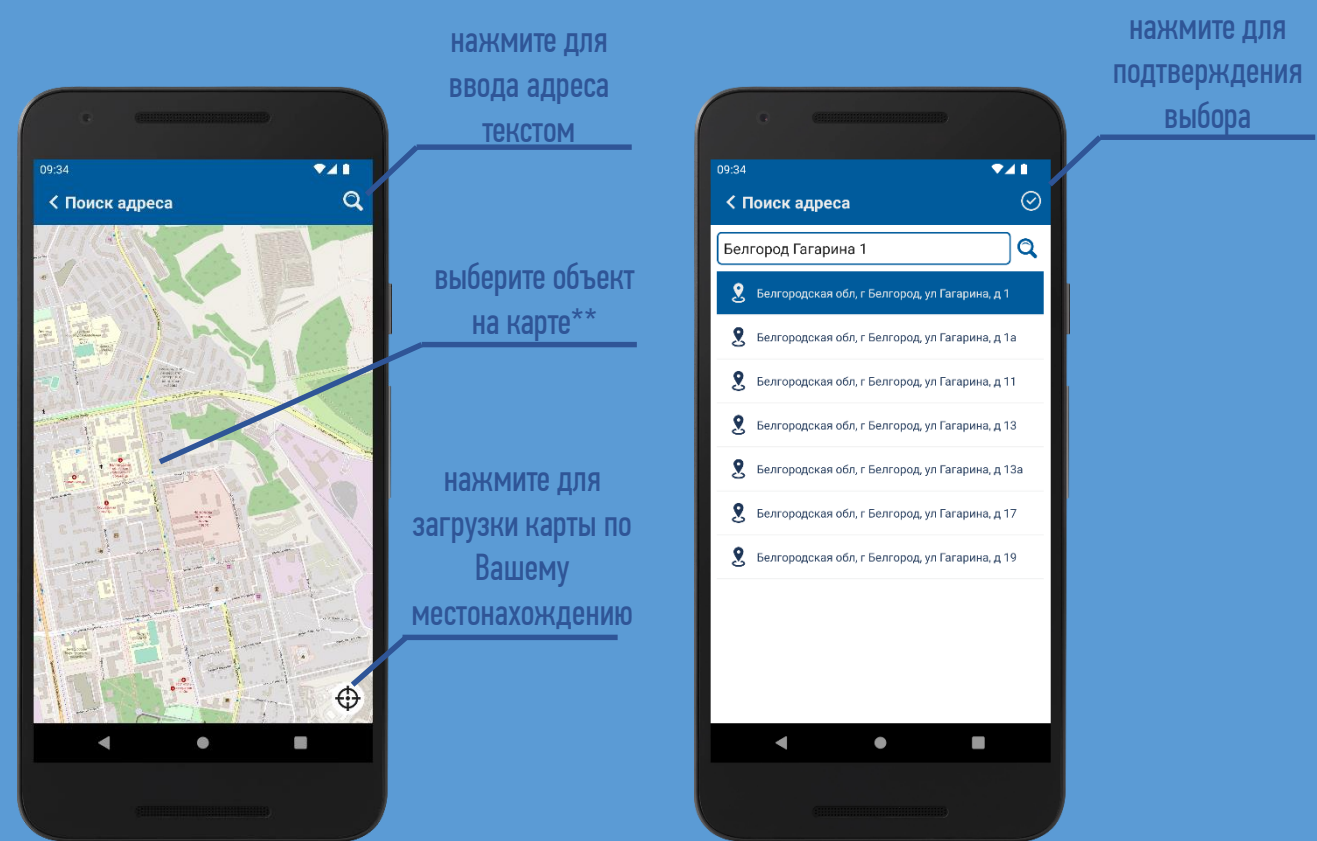 нажмите для
ввода адреса
текстом
09:34
Поиск адреса
выберите объект
на карте**
нажмите для
загрузки карты по
Вашему
местонахождению
нажмите для
подтверждения
выбора
09:34
Поиск адреса
Белгород Гагарина 1
Белгородская обл, г Белгород, ул Гагарина, д 1
Белгородская обл, г Белгород, ул Гагарина, д 1а
Белгородская обл, г Белгород, ул Гагарина, д 11
Белгородская обл, г Белгород, ул Гагарина, д 13
Белгородская обл, г Белгород, ул Гагарина, д 13а
Белгородская обл, г Белгород, ул Гагарина, д 17
Белгородская обл, г Белгород, ул Гагарина, д 19